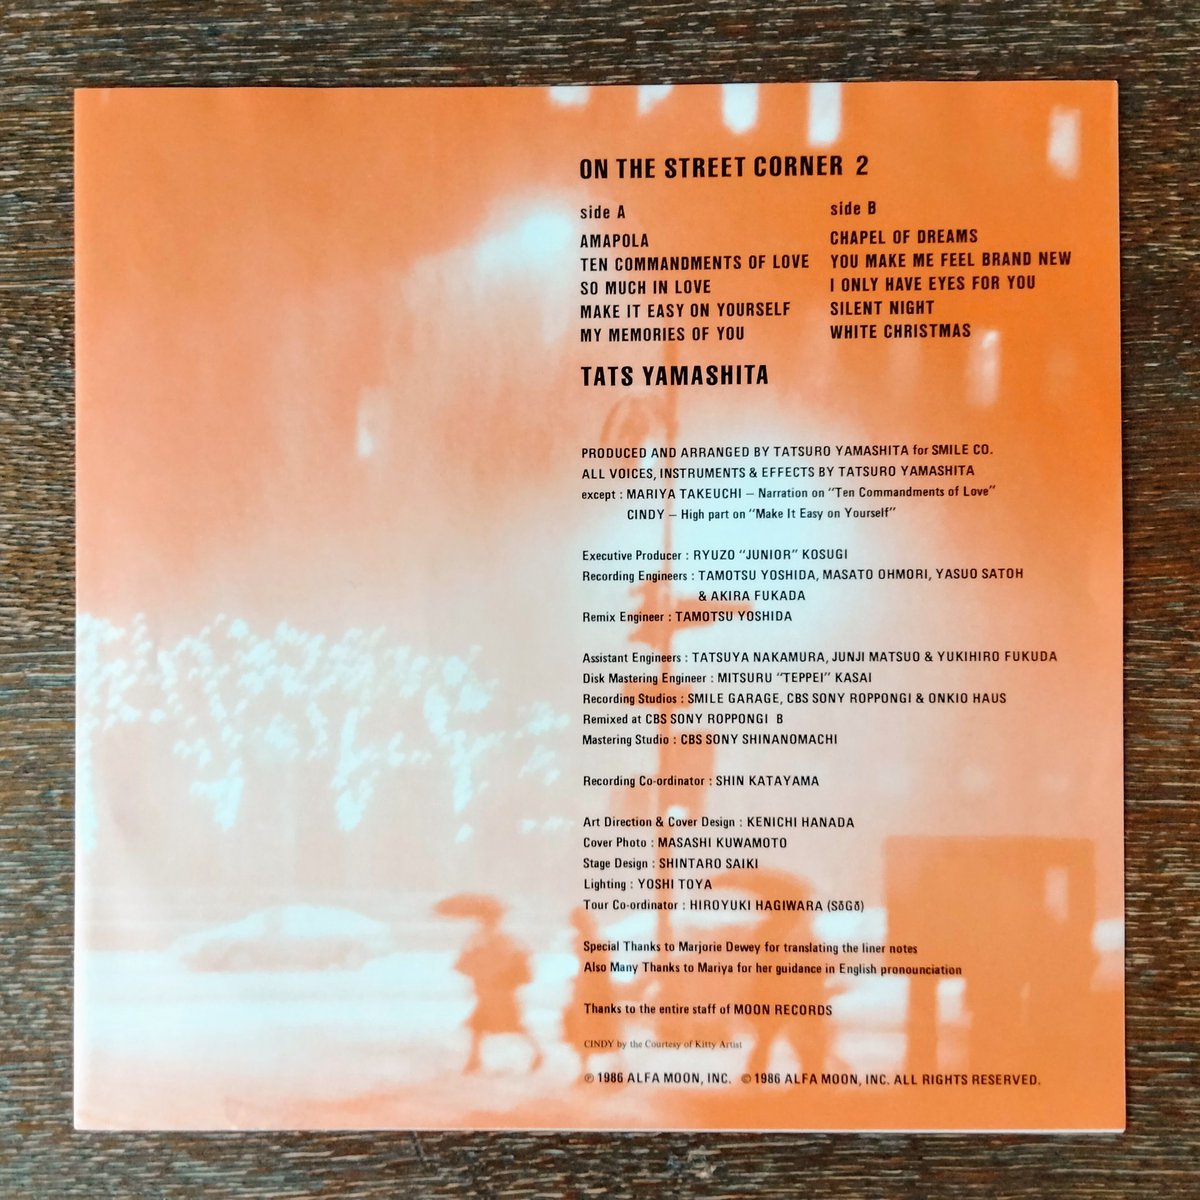 ON THE STREET CORNER 2
side A
AMAPOLA
TEN COMMANDMENTS OF LOVE
SO MUCH IN LOVE
MAKE IT EASY ON YOURSELF
MY MEMORIES OF YOU
side B
CHAPEL OF DREAMS
YOU MAKE ME FEEL BRAND NEW
I ONLY HAVE EYES FOR YOU
SILENT NIGHT
WHITE CHRISTMAS
TATS YAMASHITA
PRODUCED AND ARRANGED BY TATSURO YAMASHITA for SMILE CO.
ALL VOICES, INSTRUMENTS & EFFECTS BY TATSURO YAMASHITA
except : MARIYA TAKEUCHI – Narration on "Ten Commandments of Love"
CINDY – High part on "Make It Easy on Yourself"
Executive Producer : RYUZO "JUNIOR" KOSUGI
Recording Engineers : TAMOTSU YOSHIDA, MASATO OHMORI, YASUO SATOH
& AKIRA FUKADA
Remix Engineer : TAMOTSU YOSHIDA
Assistant Engineers : TATSUYA NAKAMURA, JUNJI MATSUO & YUKIHIRO FUKUDA
Disk Mastering Engineer : MITSURU "TEPPEI" KASAI
Recording Studios : SMILE GARAGE, CBS SONY ROPPONGI & ONKIO HAUS
Remixed at CBS SONY ROPPONGI B
Mastering Studio : CBS SONY SHINANOMACHI
Recording Co-ordinator : SHIN KATAYAMA
Art Direction & Cover Design : KENICHI HANADA
Cover Photo : MASASHI KUWAMOTO
Stage Design : SHINTARO SAIKI
Lighting : YOSHI TOYA
Tour Co-ordinator : HIROYUKI HAGIWARA (SōGō)
Special Thanks to Marjorie Dewey for translating the liner notes
Also Many Thanks to Mariya for her guidance in English pronounciation
Thanks to the entire staff of MOON RECORDS
CINDY by the Courtesy of Kitty Artist
℗ 1986 ALFA MOON, INC. © 1986 ALFA MOON, INC. ALL RIGHTS RESERVED.